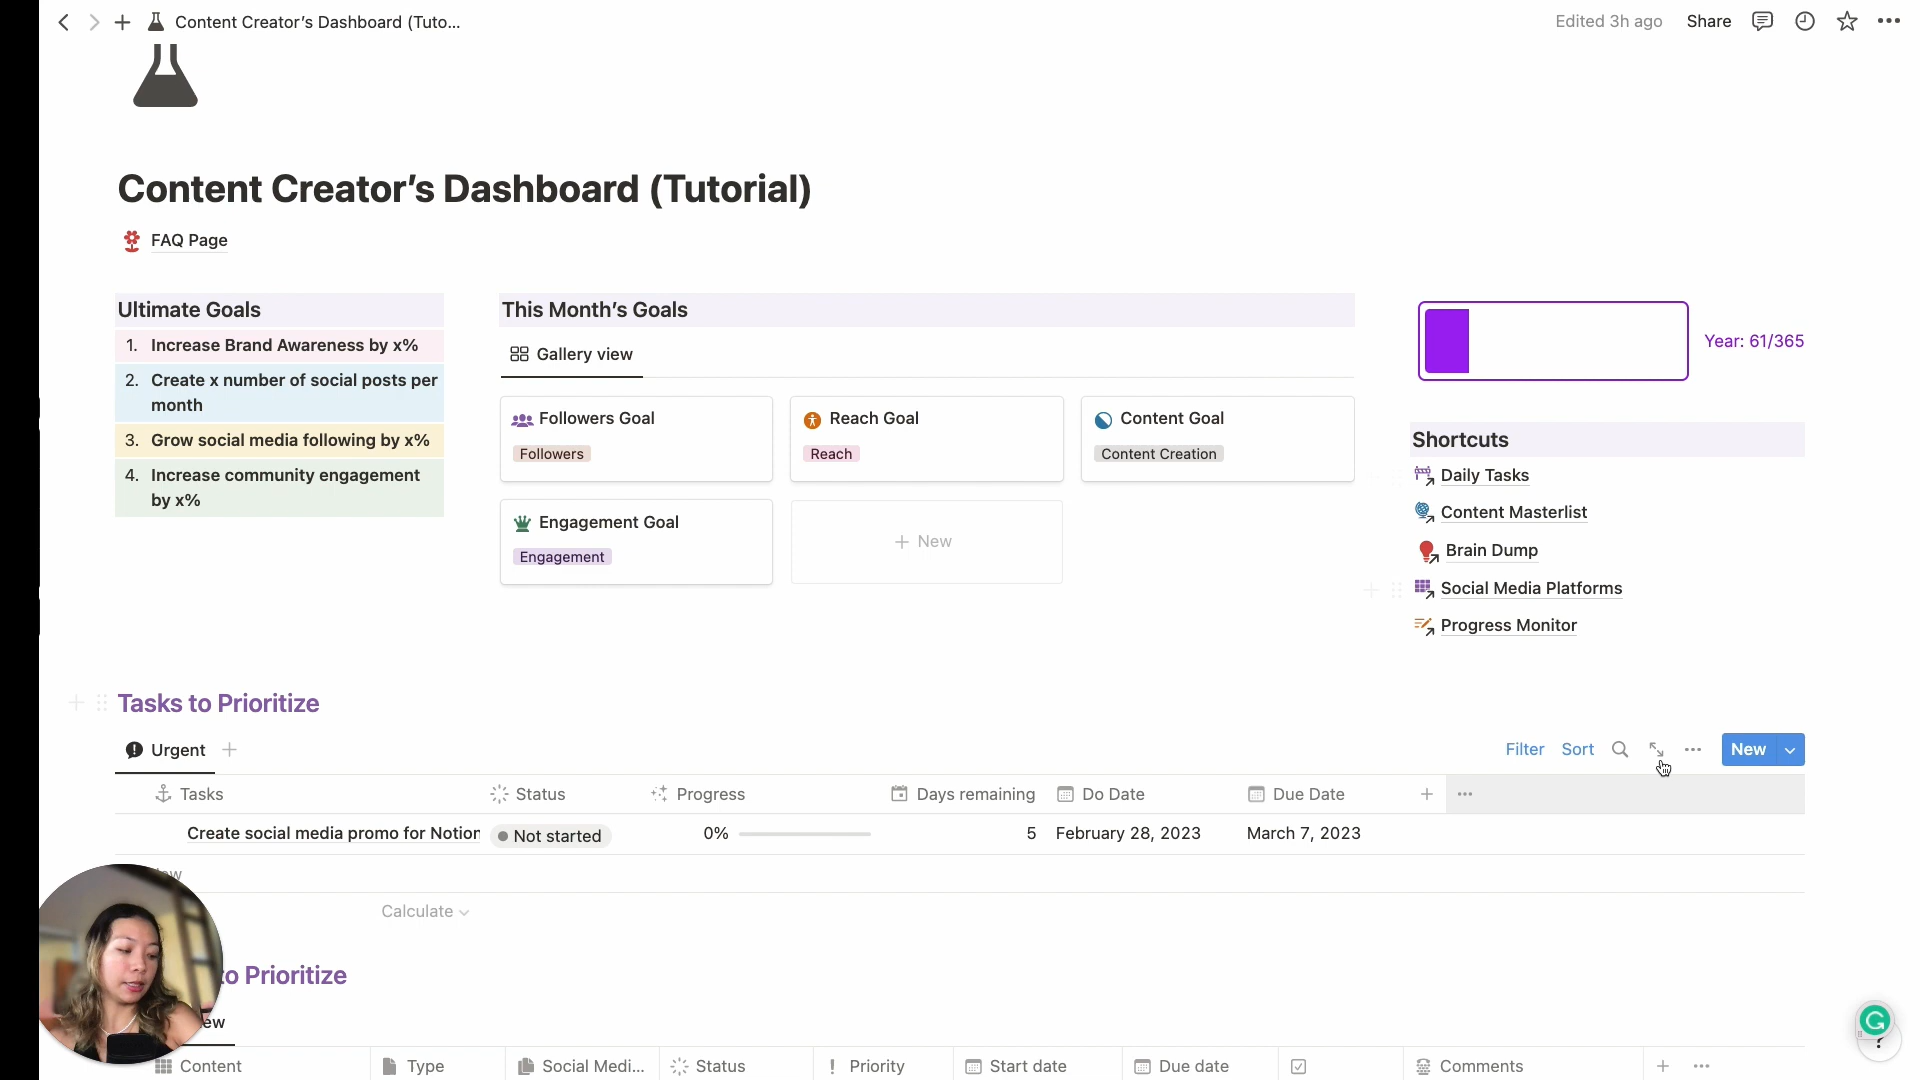 Content Creator’s Dashboard (Tuto...
Edited 3h ago
Share
Content Creator’s Dashboard (Tutorial)
FAQ Page
Ultimate Goals
1. Increase Brand Awareness by x%
2. Create x number of social posts per
month
3. Grow social media following by x%
4. Increase community engagement
by x%
This Month’s Goals
Gallery view
Followers Goal
Followers
Reach Goal
Reach
Content Goal
Content Creation
Engagement Goal
Engagement
New
Year: 61/365
Shortcuts
Daily Tasks
Content Masterlist
Brain Dump
Social Media Platforms
Progress Monitor
Tasks to Prioritize
Urgent
Filter Sort
New
Tasks Status Progress Days remaining Do Date Due Date
Create social media promo for Notion Not started 0% 5 February 28, 2023 March 7, 2023
Calculate
to Prioritize
Content Type Social Medi... Status Priority Start date Due date Comments